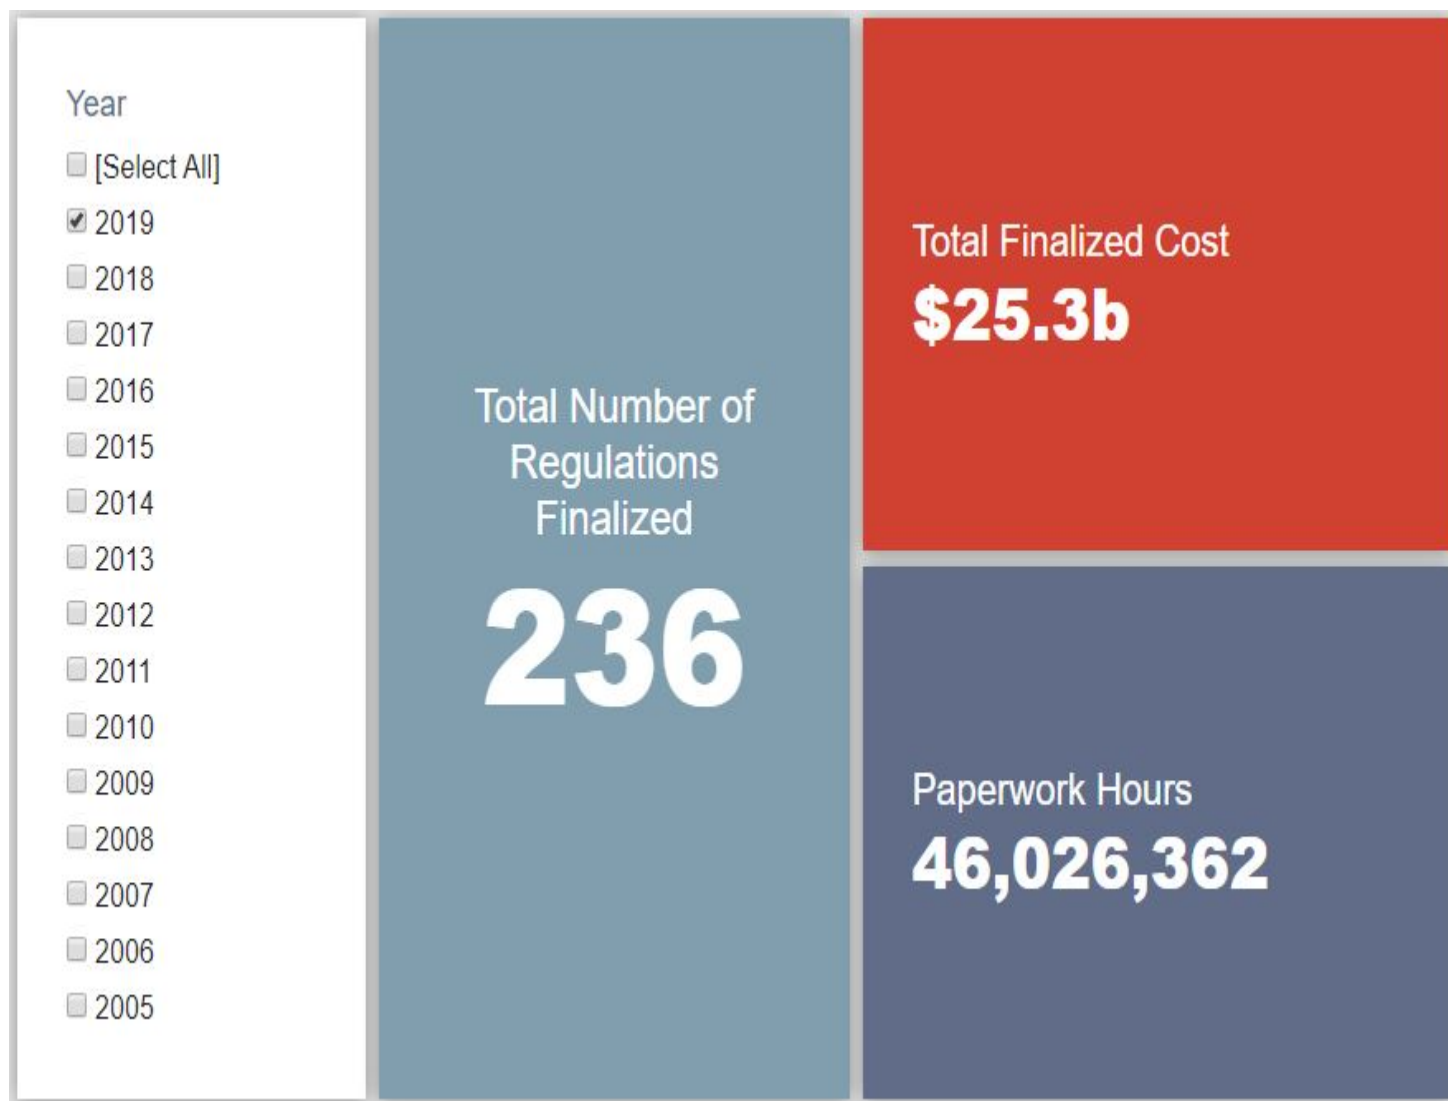 Year
[Select All]
2019
2018
2017
2016
2015
2014
2013
2012
2011
2010
2009
2008
2007
2006
2005
Total Number of
Regulations
Finalized
236
Total Finalized Cost
$25.3b
Paperwork Hours
46,026,362